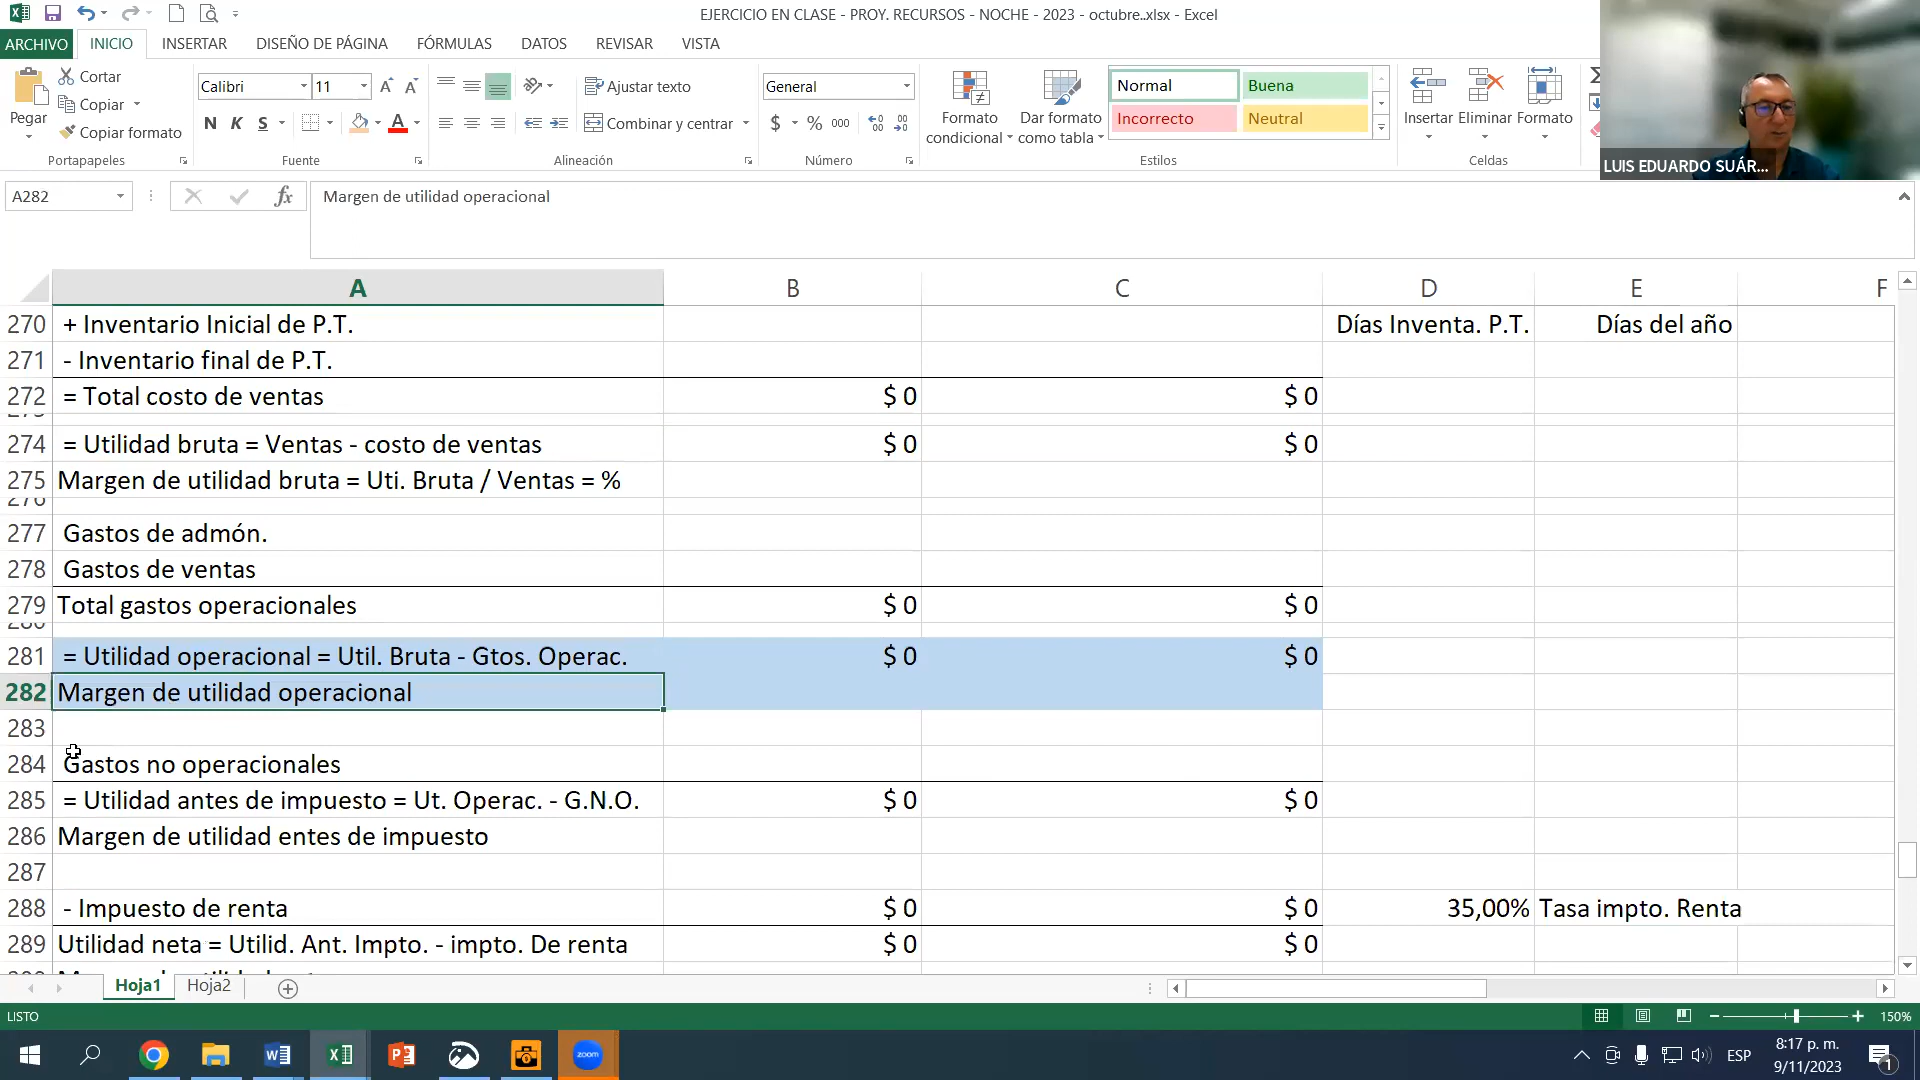 EJERCICIO EN CLASE - PROY. RECURSOS - NOCHE - 2023 - octubre..xlsx - Excel
ARCHIVO INICIO INSERTAR DISEÑO DE PÁGINA FÓRMULAS DATOS REVISAR VISTA
Pegar
Cortar
Copiar
Copiar formato
Portapapeles
Calibri 11
N K S
Fuente
Ajustar texto
Combinar y centrar
Alineación
General
$ % 000
Número
Formato condicional
Dar formato como tabla
Normal Buena
Incorrecto Neutral
Estilos
Insertar Eliminar Formato
Celdas
LUIS EDUARDO SUÁR...
A282 fx Margen de utilidad operacional
A B C D E F
270 + Inventario Inicial de P.T. Días Inventa. P.T. Días del año
271 - Inventario final de P.T.
272 = Total costo de ventas $ 0 $ 0
274 = Utilidad bruta = Ventas - costo de ventas $ 0 $ 0
275 Margen de utilidad bruta = Uti. Bruta / Ventas = %
277 Gastos de admón.
278 Gastos de ventas
279 Total gastos operacionales $ 0 $ 0
281 = Utilidad operacional = Util. Bruta - Gtos. Operac. $ 0 $ 0
282 Margen de utilidad operacional
283
284 Gastos no operacionales
285 = Utilidad antes de impuesto = Ut. Operac. - G.N.O. $ 0 $ 0
286 Margen de utilidad entes de impuesto
287
288 - Impuesto de renta $ 0 $ 0 35,00% Tasa impto. Renta
289 Utilidad neta = Utilid. Ant. Impto. - impto. De renta $ 0 $ 0
Hoja1 Hoja2
LISTO 150%
zoom
ESP
8:17 p. m.
9/11/2023
1